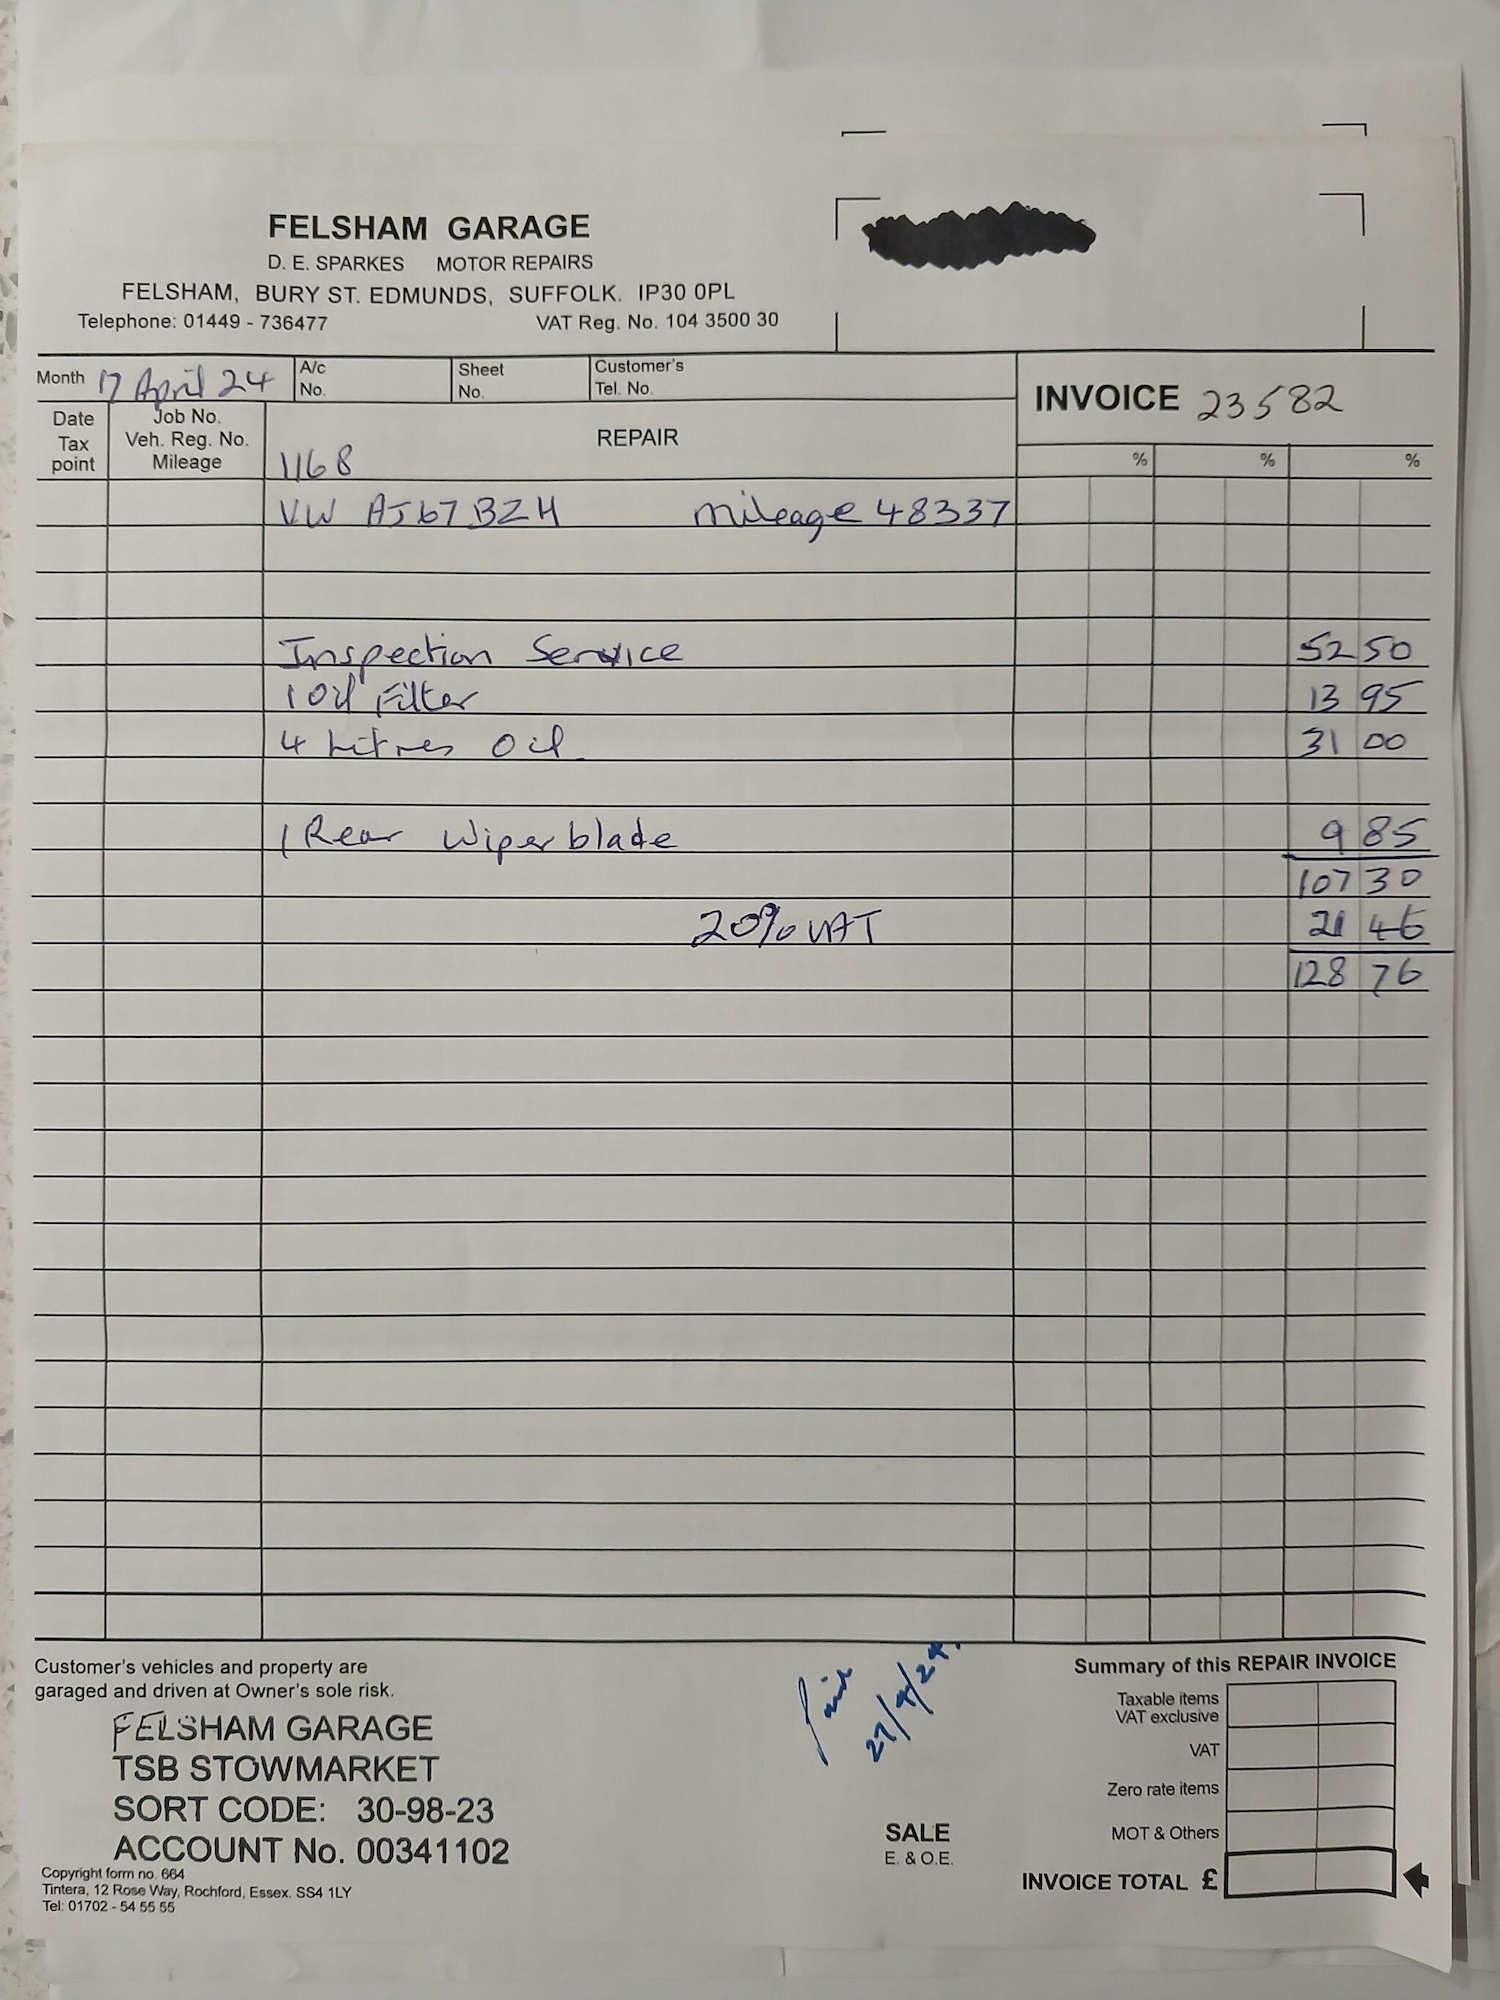 FELSHAM GARAGE
D. E. SPARKES MOTOR REPAIRS
FELSHAM, BURY ST. EDMUNDS, SUFFOLK. IP30 0PL
Telephone: 01449 - 736477 VAT Reg. No. 104 3500 30
Month 17 April 24 A/c No. Sheet No. Customer's Tel. No.
INVOICE 23582
Date Tax point Job No. Veh. Reg. No. Mileage REPAIR % % %
1168
VW AJ67BZH mileage 48337
Inspection Service 52 50
1 Oil Filter 13 95
4 Litres Oil 31 00
1 Rear Wiper blade 9 85
107 30
20% VAT 21 46
128 76
Customer's vehicles and property are
garaged and driven at Owner's sole risk.
FELSHAM GARAGE
TSB STOWMARKET
SORT CODE: 30-98-23
ACCOUNT No. 00341102
Copyright form no. 664
Tintera, 12 Rose Way, Rochford, Essex. SS4 1LY
Tel: 01702 - 54 55 55
Paid
27/4/24.
SALE
E. & O.E.
Summary of this REPAIR INVOICE
Taxable items
VAT exclusive
VAT
Zero rate items
MOT & Others
INVOICE TOTAL £